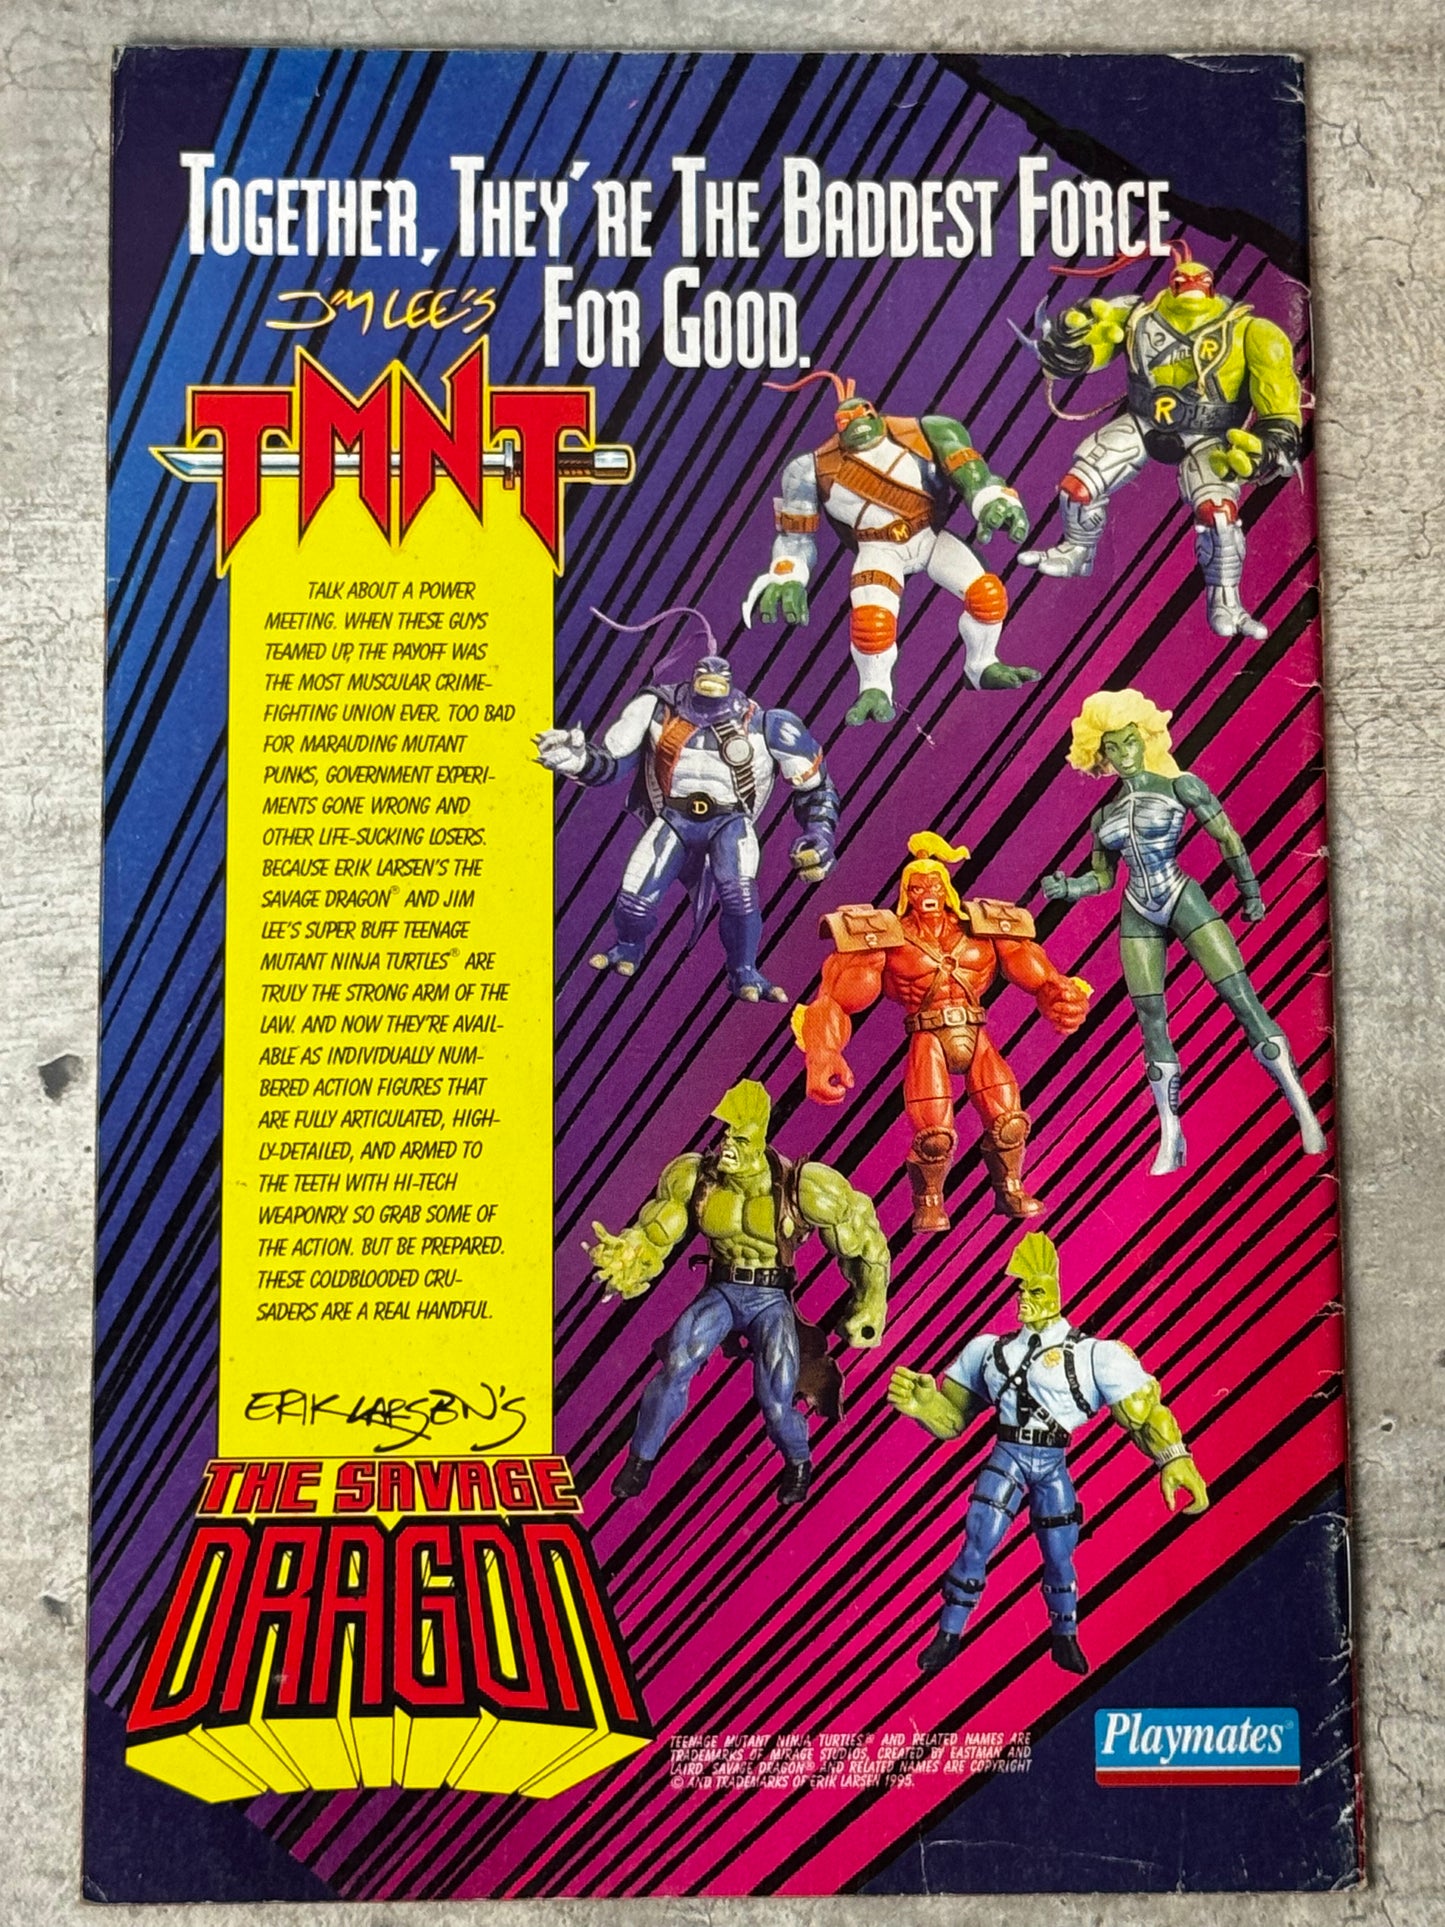 TOGETHER, THEY'RE THE BADDEST FORCE
FOR GOOD.
JIM LEE'S
TMNT
TALK ABOUT A POWER
MEETING. WHEN THESE GUYS
TEAMED UP, THE PAYOFF WAS
THE MOST MUSCULAR CRIME-
FIGHTING UNION EVER. TOO BAD
FOR MARAUDING MUTANT
PUNKS, GOVERNMENT EXPERI-
MENTS GONE WRONG AND
OTHER LIFE-SUCKING LOSERS.
BECAUSE ERIK LARSEN'S THE
SAVAGE DRAGON® AND JIM
LEE'S SUPER BUFF TEENAGE
MUTANT NINJA TURTLES® ARE
TRULY THE STRONG ARM OF THE
LAW. AND NOW THEY'RE AVAIL-
ABLE AS INDIVIDUALLY NUM-
BERED ACTION FIGURES THAT
ARE FULLY ARTICULATED, HIGH-
LY-DETAILED, AND ARMED TO
THE TEETH WITH HI-TECH
WEAPONRY. SO GRAB SOME OF
THE ACTION. BUT BE PREPARED.
THESE COLDBLOODED CRU-
SADERS ARE A REAL HANDFUL.
ERIK LARSEN'S
THE SAVAGE
DRAGON
R
R
M
D
TEENAGE MUTANT NINJA TURTLES® AND RELATED NAMES ARE
TRADEMARKS OF MIRAGE STUDIOS, CREATED BY EASTMAN AND
LAIRD. SAVAGE DRAGON® AND RELATED NAMES ARE COPYRIGHT
© AND TRADEMARKS OF ERIK LARSEN 1995.
Playmates®